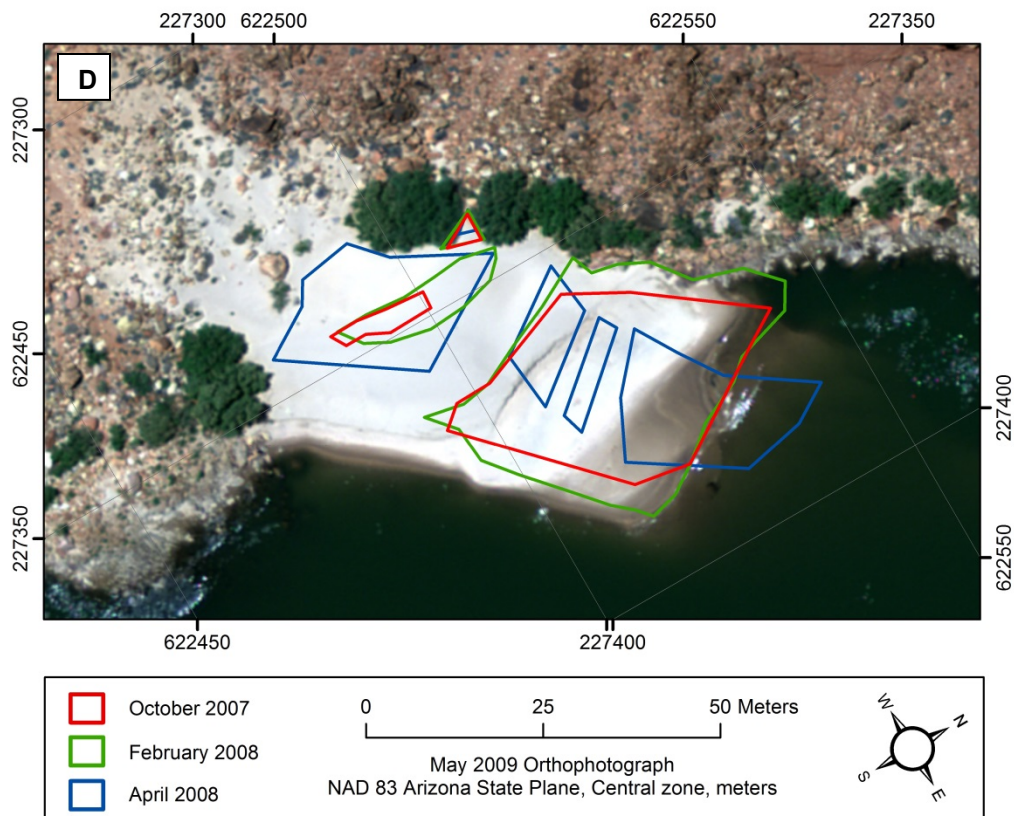 227300 622500 622550 227350
D
227300
622450
227350
227400
622550
622450 227400
October 2007
February 2008
April 2008
0 25 50 Meters
May 2009 Orthophotograph
NAD 83 Arizona State Plane, Central zone, meters
W N
S E